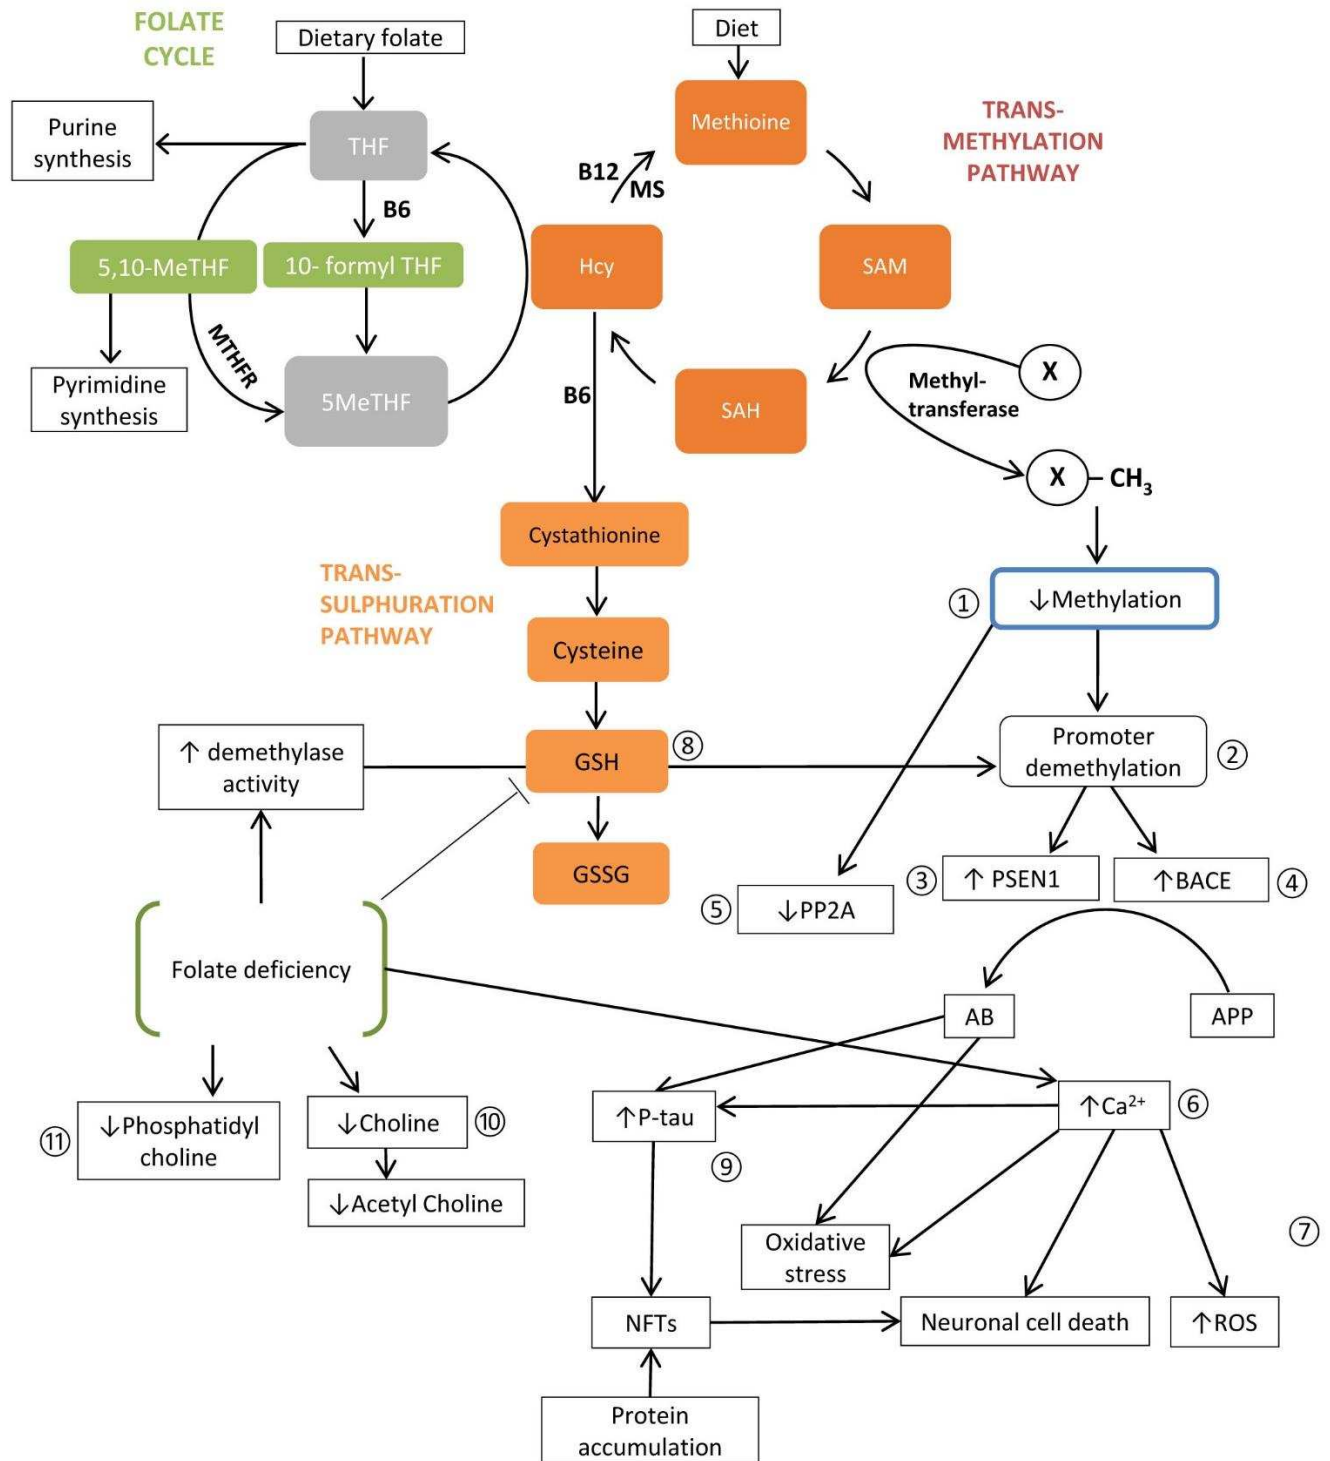 FOLATE
CYCLE
Dietary folate
Diet
Purine
synthesis
THF
Methioine
TRANS-
METHYLATION
PATHWAY
B12
MS
B6
5,10-MeTHF
10- formyl THF
Hcy
SAM
MTHFR
Pyrimidine
synthesis
5MeTHF
B6
SAH
Methyl-
transferase
X
X
CH₃
Cystathionine
TRANS-
SULPHURATION
PATHWAY
① ↓Methylation
Cysteine
↑ demethylase
activity
GSH ⑧
Promoter
demethylation ②
GSSG
③ ↑ PSEN1
↑BACE ④
⑤ ↓PP2A
Folate deficiency
AB
APP
⑪ ↓Phosphatidyl
choline
↓Choline ⑩
↓Acetyl Choline
↑P-tau
↑Ca²⁺ ⑥
⑨
Oxidative
stress
⑦
NFTs
Neuronal cell death
↑ROS
Protein
accumulation